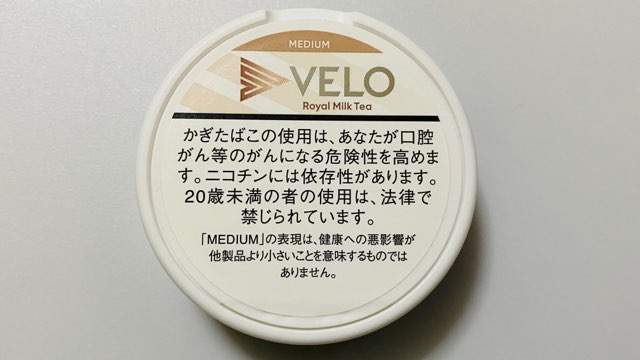 MEDIUM
VELO
Royal Milk Tea
かぎたばこの使用は、あなたが口腔
がん等のがんになる危険性を高めま
す。ニコチンには依存性があります。
20歳未満の者の使用は、法律で
禁じられています。
「MEDIUM」の表現は、健康への悪影響が
他製品より小さいことを意味するものでは
ありません。